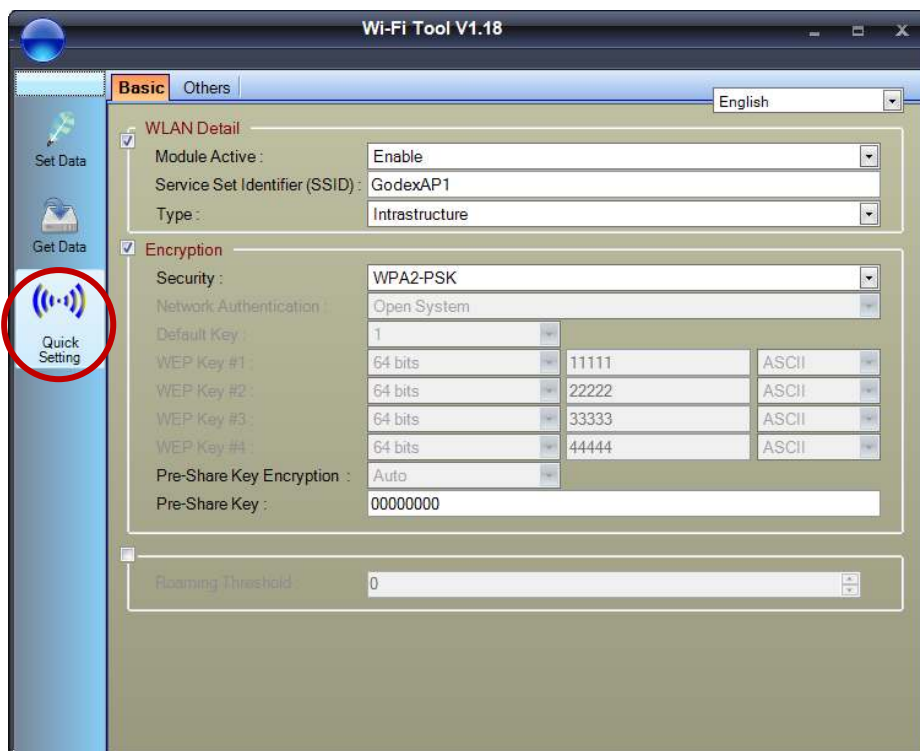 Wi-Fi Tool V1.18
Basic Others
English
Set Data
Get Data
Quick
Setting
WLAN Detail
Module Active : Enable
Service Set Identifier (SSID) : GodexAP1
Type : Intrastructure
Encryption
Security : WPA2-PSK
Network Authentication : Open System
Default Key : 1
WEP Key #1 : 64 bits 11111 ASCII
WEP Key #2 : 64 bits 22222 ASCII
WEP Key #3 : 64 bits 33333 ASCII
WEP Key #4 : 64 bits 44444 ASCII
Pre-Share Key Encryption : Auto
Pre-Share Key : 00000000
Roaming Threshold : 0